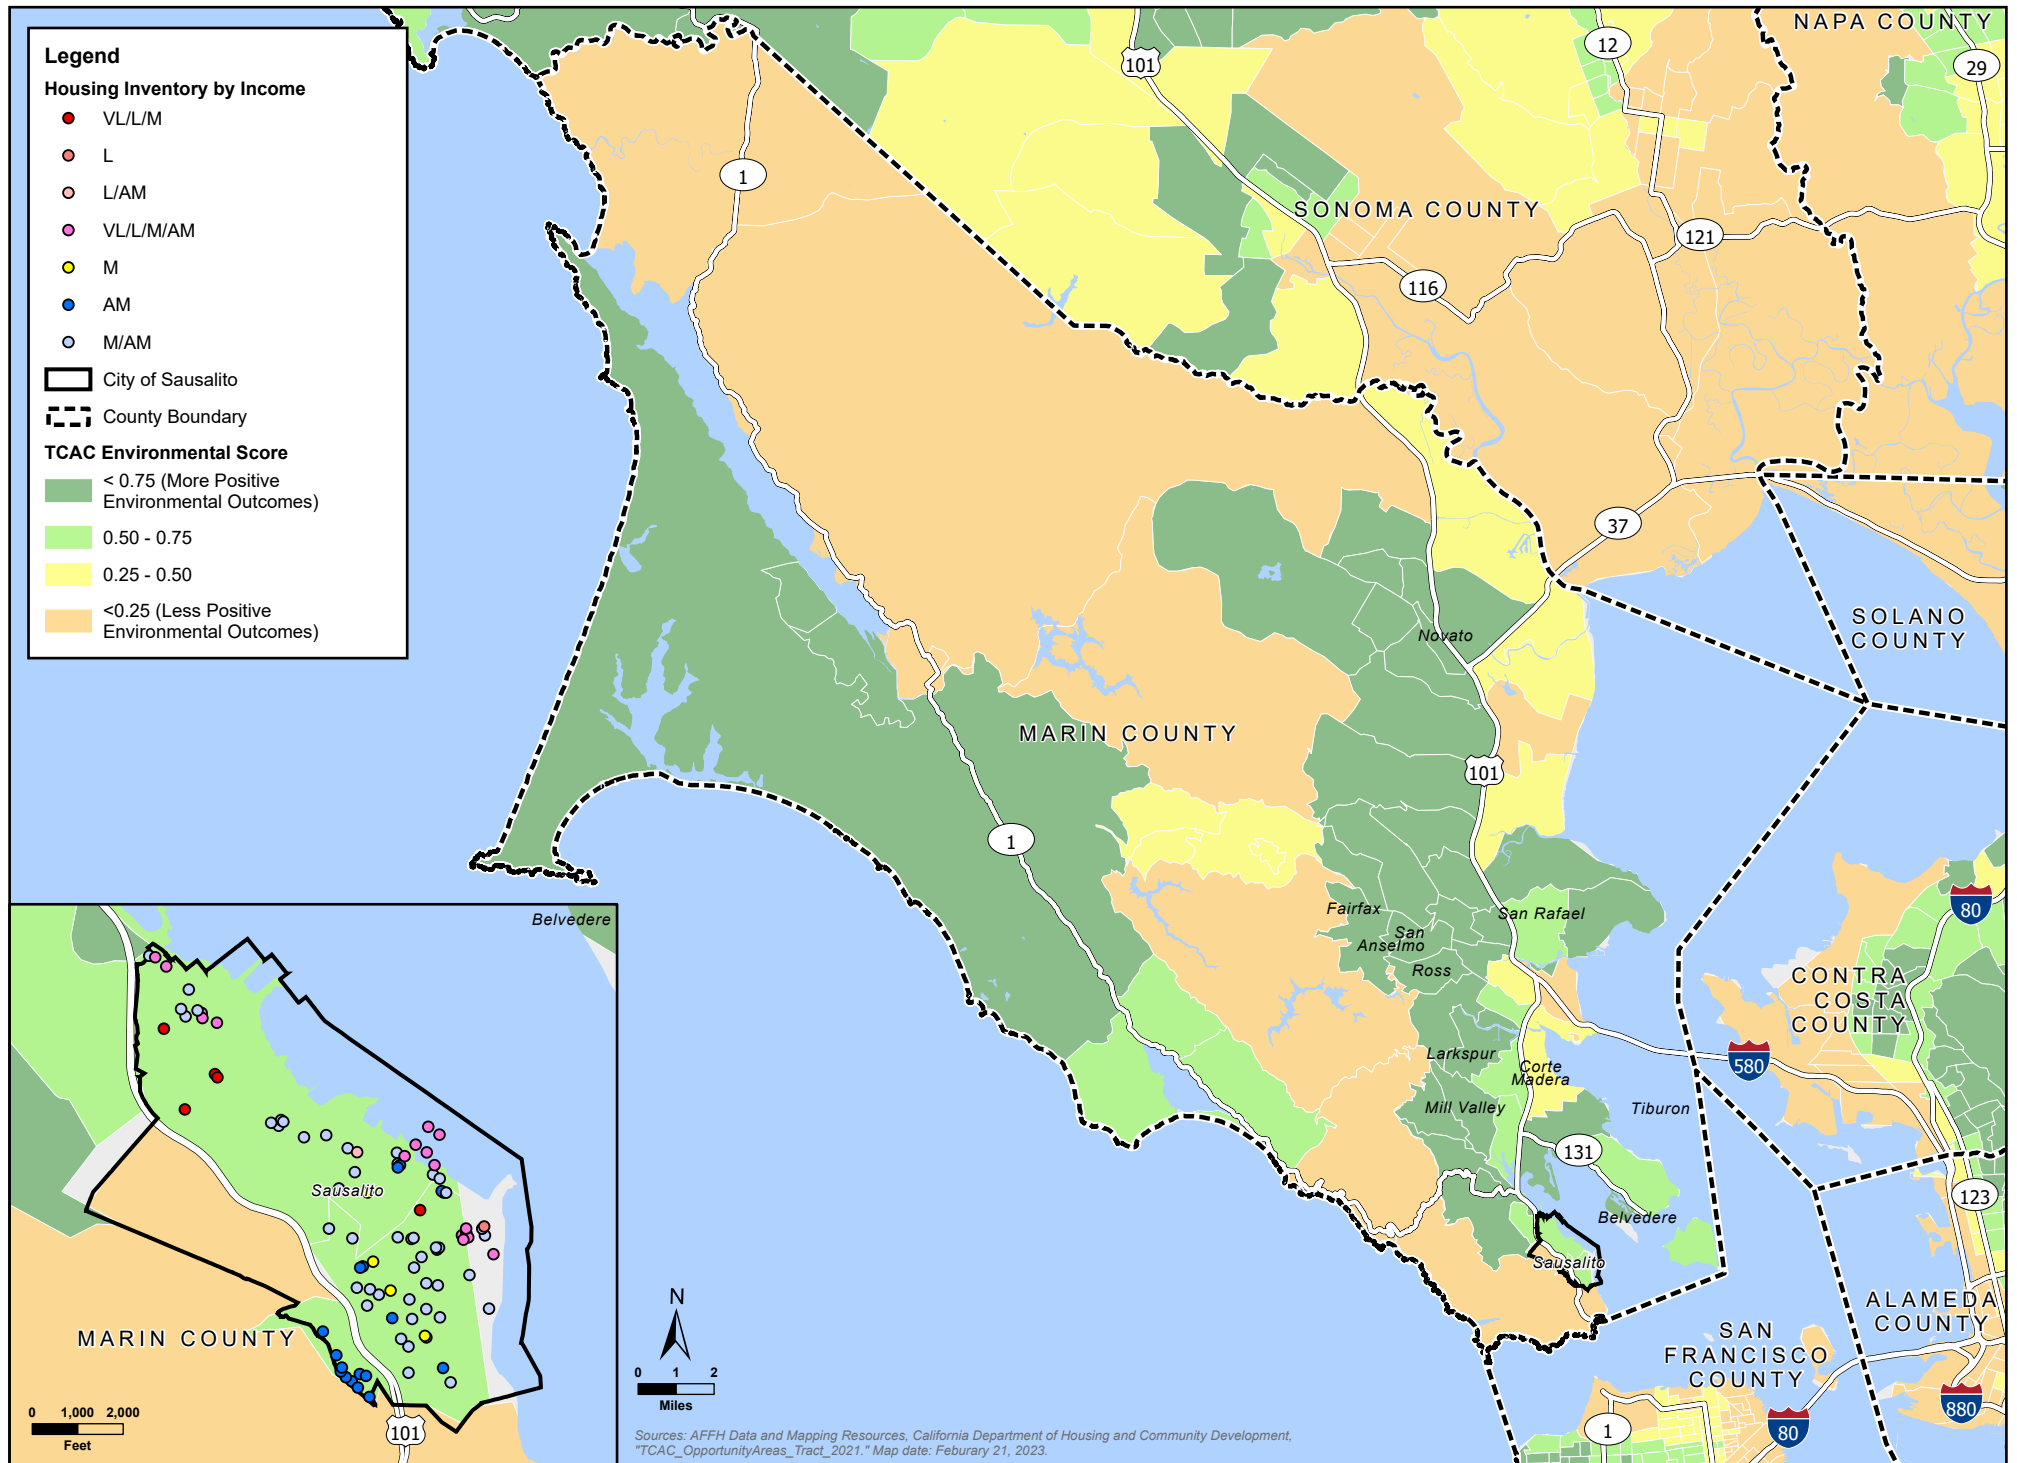 Legend
Housing Inventory by Income
VL/L/M
L
L/AM
VL/L/M/AM
M
AM
M/AM
City of Sausalito
County Boundary
TCAC Environmental Score
< 0.75 (More Positive
Environmental Outcomes)
0.50 - 0.75
0.25 - 0.50
<0.25 (Less Positive
Environmental Outcomes)
NAPA COUNTY
12
29
101
1
SONOMA COUNTY
121
116
37
SOLANO
COUNTY
Novato
MARIN COUNTY
101
1
80
Fairfax
San Rafael
San
Anselmo
Ross
CONTRA
COSTA
COUNTY
Larkspur
Corte
Madera
580
Mill Valley
Tiburon
131
123
Belvedere
Sausalito
ALAMEDA
COUNTY
SAN
FRANCISCO
COUNTY
880
80
1
Belvedere
Sausalito
MARIN COUNTY
101
0 1,000 2,000
Feet
N
0 1 2
Miles
Sources: AFFH Data and Mapping Resources, California Department of Housing and Community Development,
"TCAC_OpportunityAreas_Tract_2021." Map date: Feburary 21, 2023.